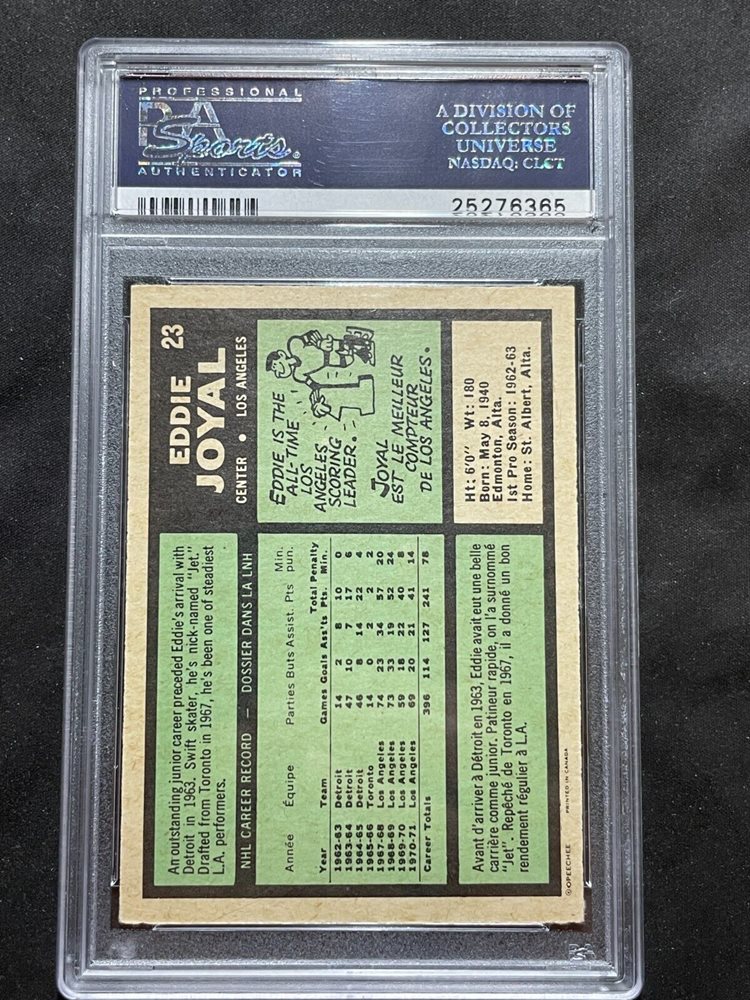 PROFESSIONAL
PSA
Sports®
AUTHENTICATOR
A DIVISION OF
COLLECTORS
UNIVERSE
NASDAQ: CLCT
25276365
23
EDDIE
JOYAL
CENTER • LOS ANGELES
An outstanding junior career preceded Eddie's arrival with
Detroit in 1963. Swift skater, he's nick-named "Jet."
Drafted from Toronto in 1967, he's been one of steadiest
L.A. performers.
EDDIE IS THE
ALL-TIME
LOS
ANGELES
SCORING
LEADER.
JOYAL
EST LE MEILLEUR
COMPTEUR
DE LOS ANGELES.
NHL CAREER RECORD — DOSSIER DANS LA LNH
Année Équipe Parties Buts Assist. Pts Min. pun.
Year Team Games Goals Ass'ts Total Pts. Penalty Min.
1962-63 Detroit 14 2 8 10 0
1963-64 Detroit 47 10 7 17 6
1964-65 Detroit 46 8 14 22 4
1965-66 Toronto 14 0 2 2 2
1967-68 Los Angeles 74 23 34 57 20
1968-69 Los Angeles 73 33 19 52 24
1969-70 Los Angeles 59 18 22 40 8
1970-71 Los Angeles 69 20 21 41 14
Career Totals 396 114 127 241 78
Ht: 6'0" Wt: 180
Born: May 8, 1940
Edmonton, Alta.
1st Pro Season: 1962-63
Home: St. Albert, Alta.
Avant d'arriver à Détroit en 1963, Eddie avait eut une belle
carrière comme junior. Patineur rapide, on l'a surnommé
"Jet". Repêché de Toronto en 1967, il a donné un bon
rendement régulier à L.A.
©OPEECHEE PRINTED IN CANADA